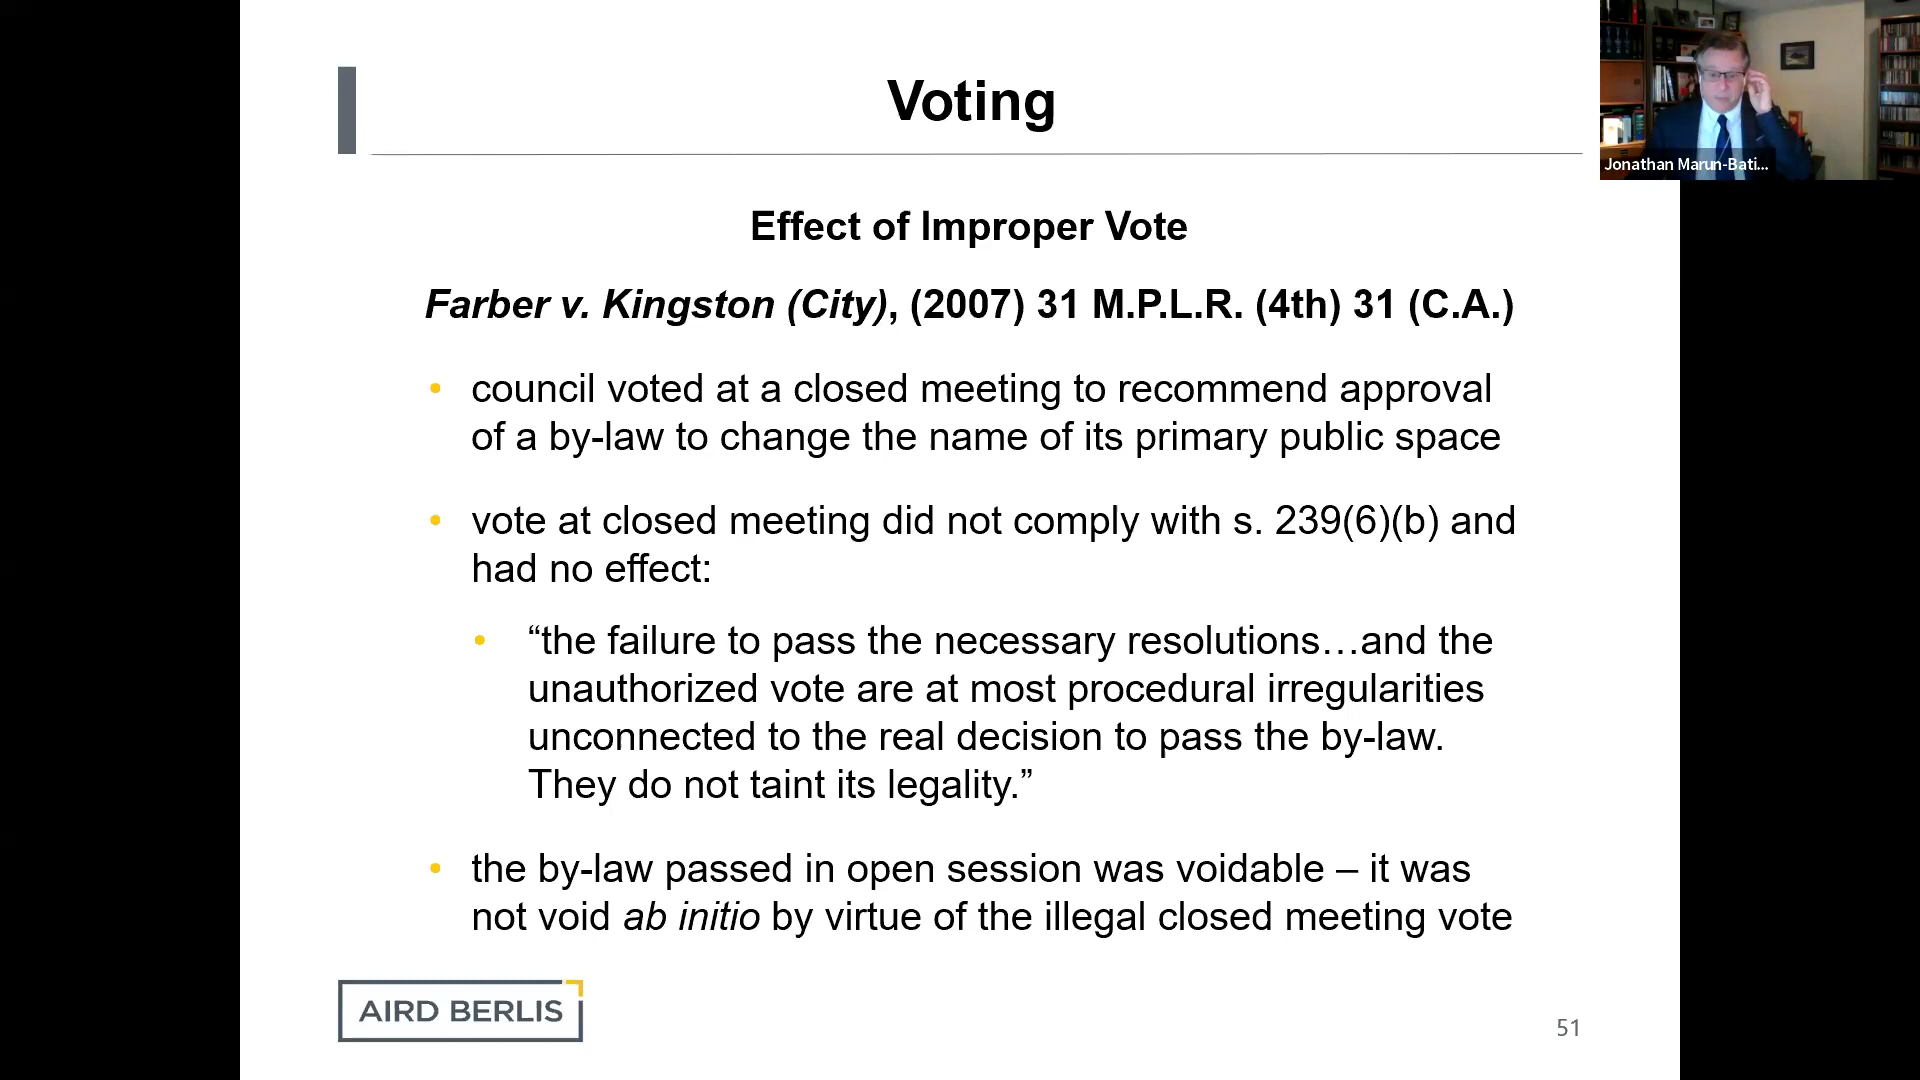 Voting
Jonathan Marun-Bati...
Effect of Improper Vote
Farber v. Kingston (City), (2007) 31 M.P.L.R. (4th) 31 (C.A.)
• council voted at a closed meeting to recommend approval
of a by-law to change the name of its primary public space
• vote at closed meeting did not comply with s. 239(6)(b) and
had no effect:
• “the failure to pass the necessary resolutions…and the
unauthorized vote are at most procedural irregularities
unconnected to the real decision to pass the by-law.
They do not taint its legality.”
• the by-law passed in open session was voidable – it was
not void ab initio by virtue of the illegal closed meeting vote
AIRD BERLIS
51